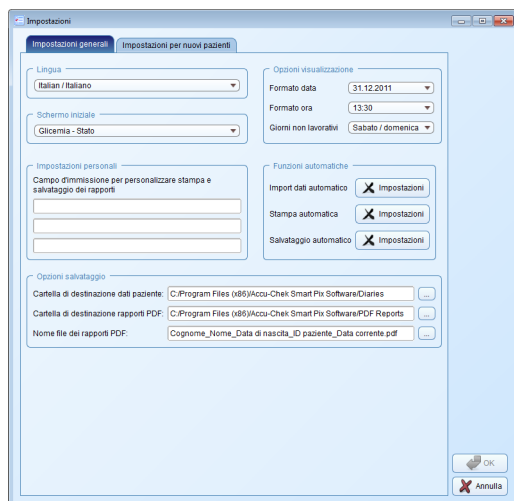 Impostazioni
Impostazioni generali
Impostazioni per nuovi pazienti
Lingua
Italian / Italiano
Schermo iniziale
Glicemia - Stato
Opzioni visualizzazione
Formato data
31.12.2011
Formato ora
13:30
Giorni non lavorativi
Sabato / domenica
Impostazioni personali
Campo d'immissione per personalizzare stampa e
salvataggio dei rapporti
Funzioni automatiche
Import dati automatico
Impostazioni
Stampa automatica
Impostazioni
Salvataggio automatico
Impostazioni
Opzioni salvataggio
Cartella di destinazione dati paziente:
C:/Program Files (x86)/Accu-Chek Smart Pix Software/Diaries
...
Cartella di destinazione rapporti PDF:
C:/Program Files (x86)/Accu-Chek Smart Pix Software/PDF Reports
...
Nome file dei rapporti PDF:
Cognome_Nome_Data di nascita_ID paziente_Data corrente.pdf
...
OK
Annulla